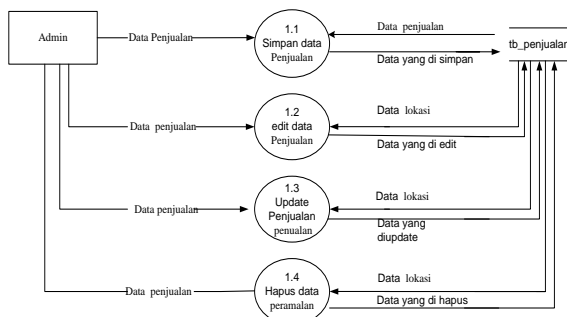 Admin
Data Penjualan
1.1
Simpan data
Penjualan
Data penjualan
Data yang di simpan
tb_penjualan
Data penjualan
1.2
edit data
Penjualan
Data lokasi
Data yang di edit
Data penjualan
1.3
Update
Penjualan
penualan
Data lokasi
Data yang
diupdate
Data penjualan
1.4
Hapus data
peramalan
Data lokasi
Data yang di hapus